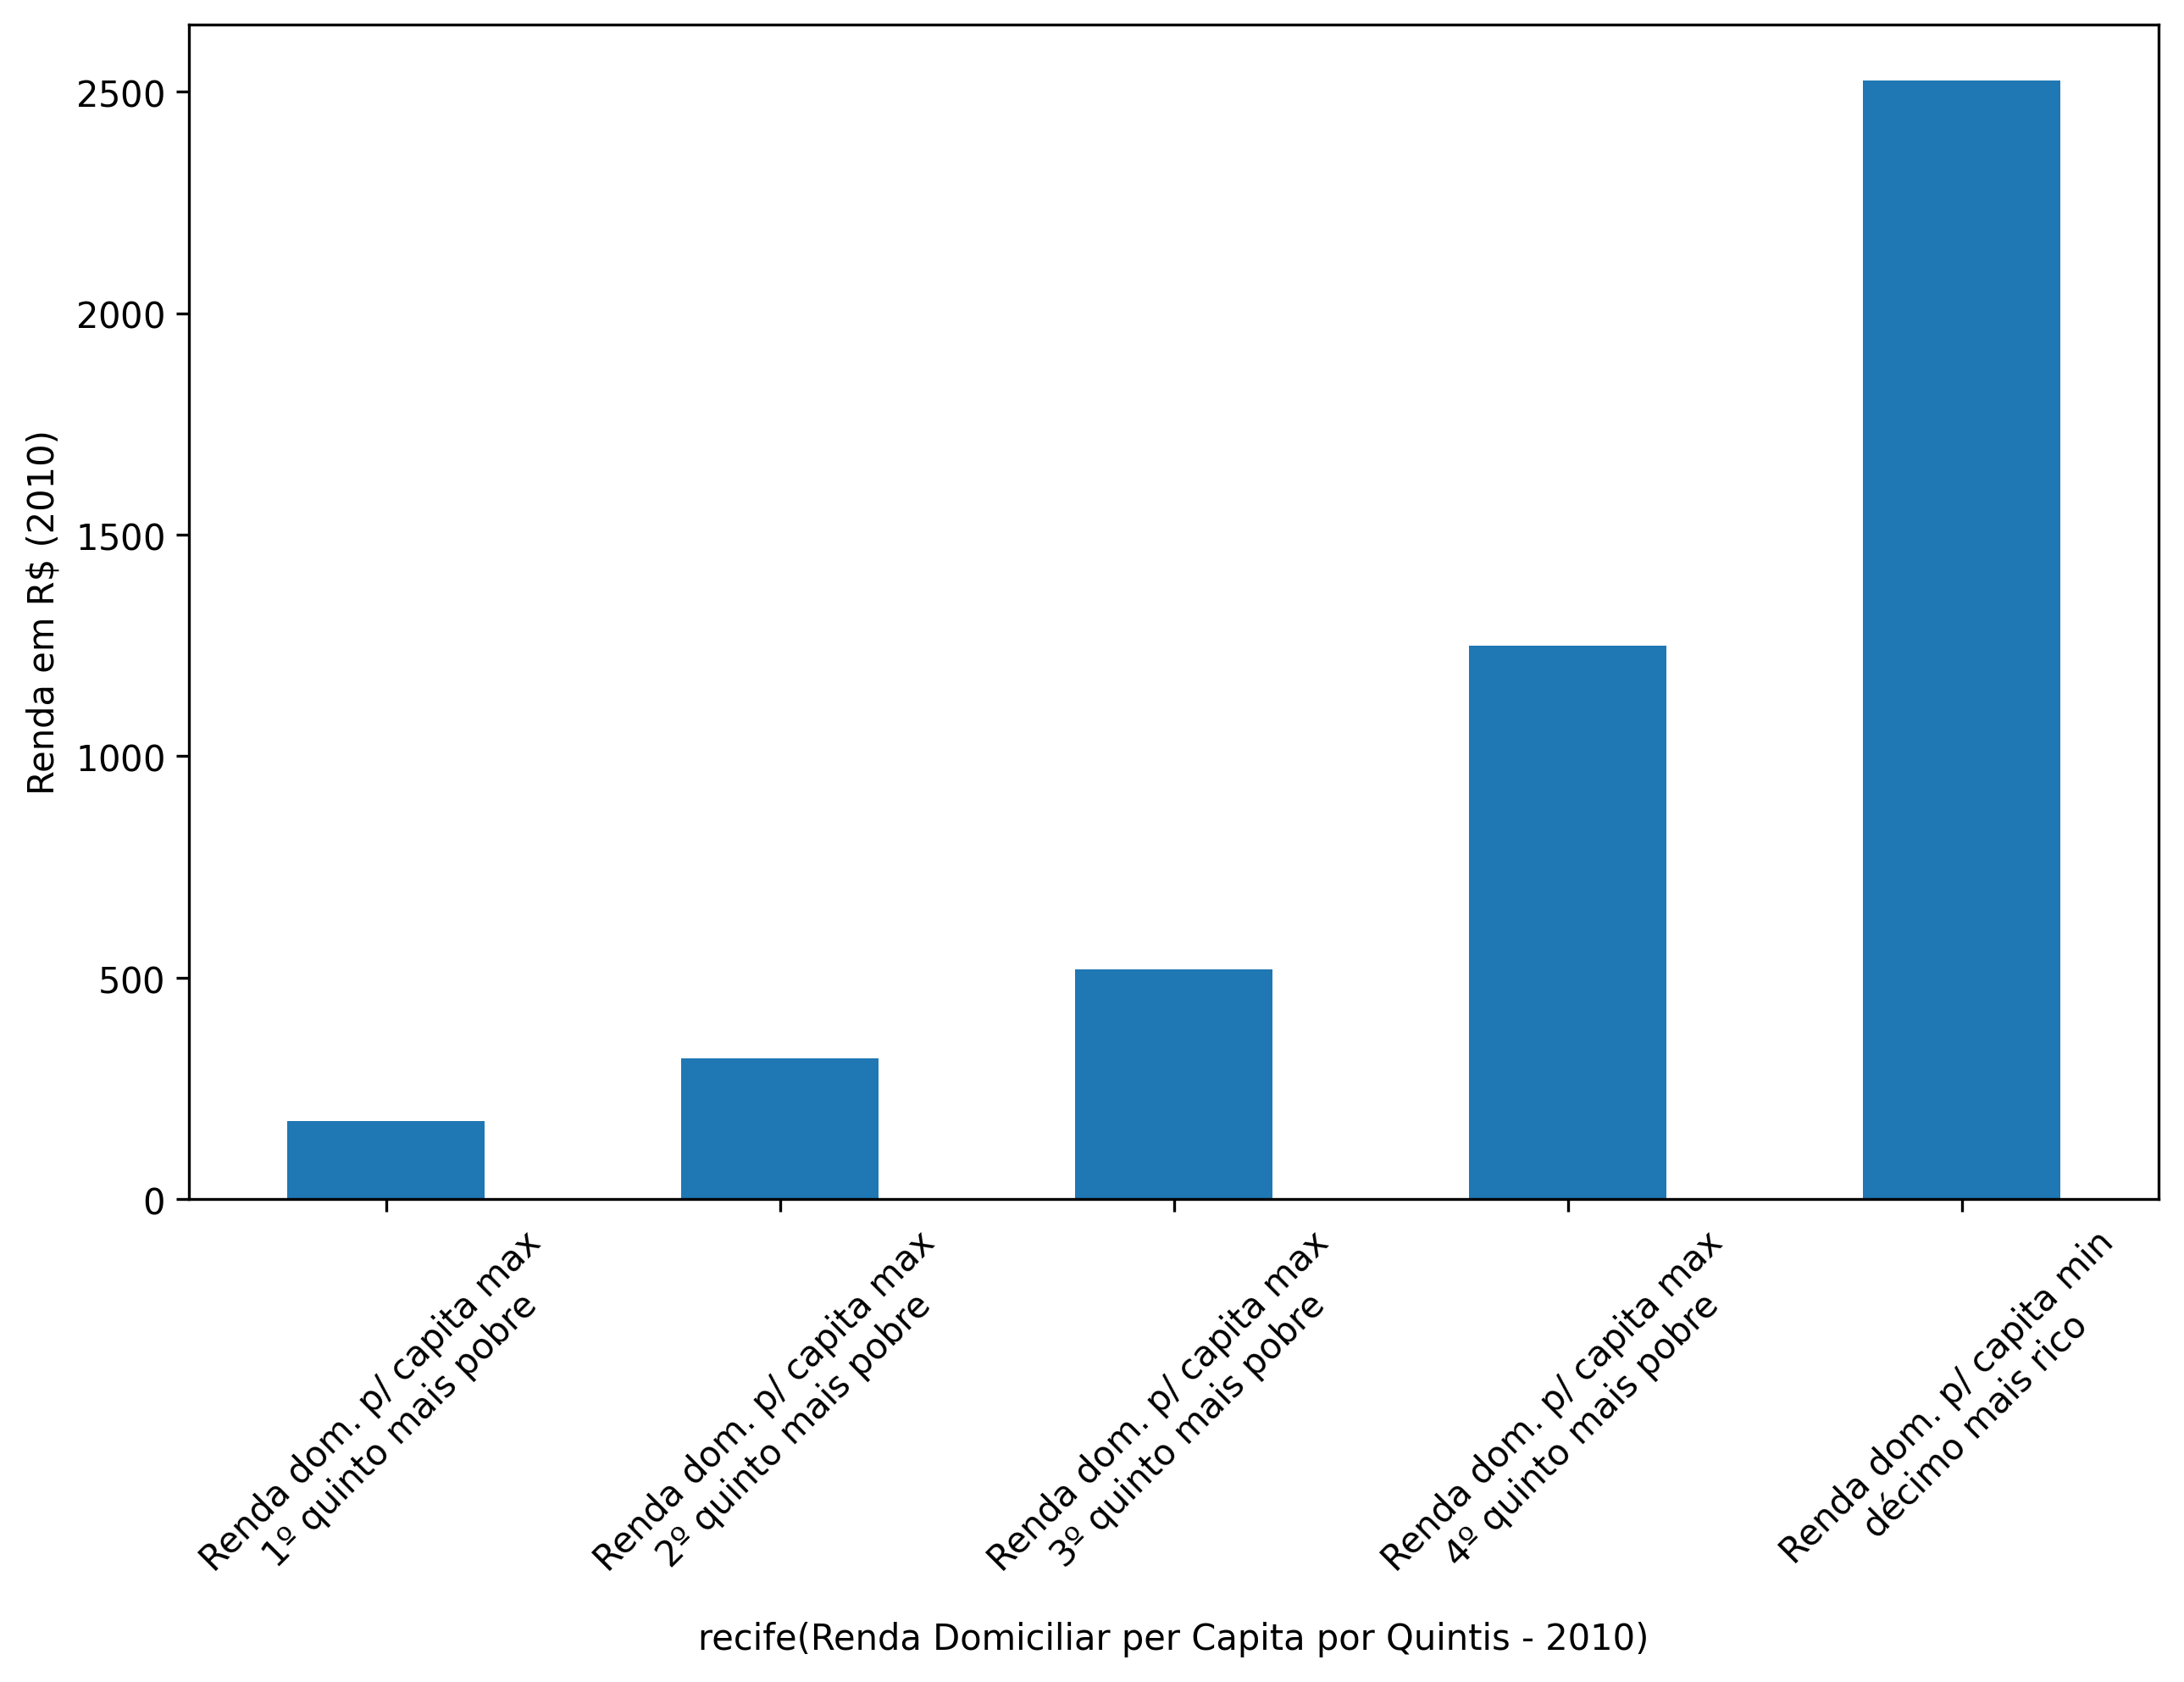 2500
2000
1500
1000
500
0
Renda em R$ (2010)
Renda dom. p/ capita max
1º quinto mais pobre
Renda dom. p/ capita max
2º quinto mais pobre
Renda dom. p/ capita max
3º quinto mais pobre
Renda dom. p/ capita max
4º quinto mais pobre
Renda dom. p/ capita min
décimo mais rico
recife(Renda Domiciliar per Capita por Quintis - 2010)